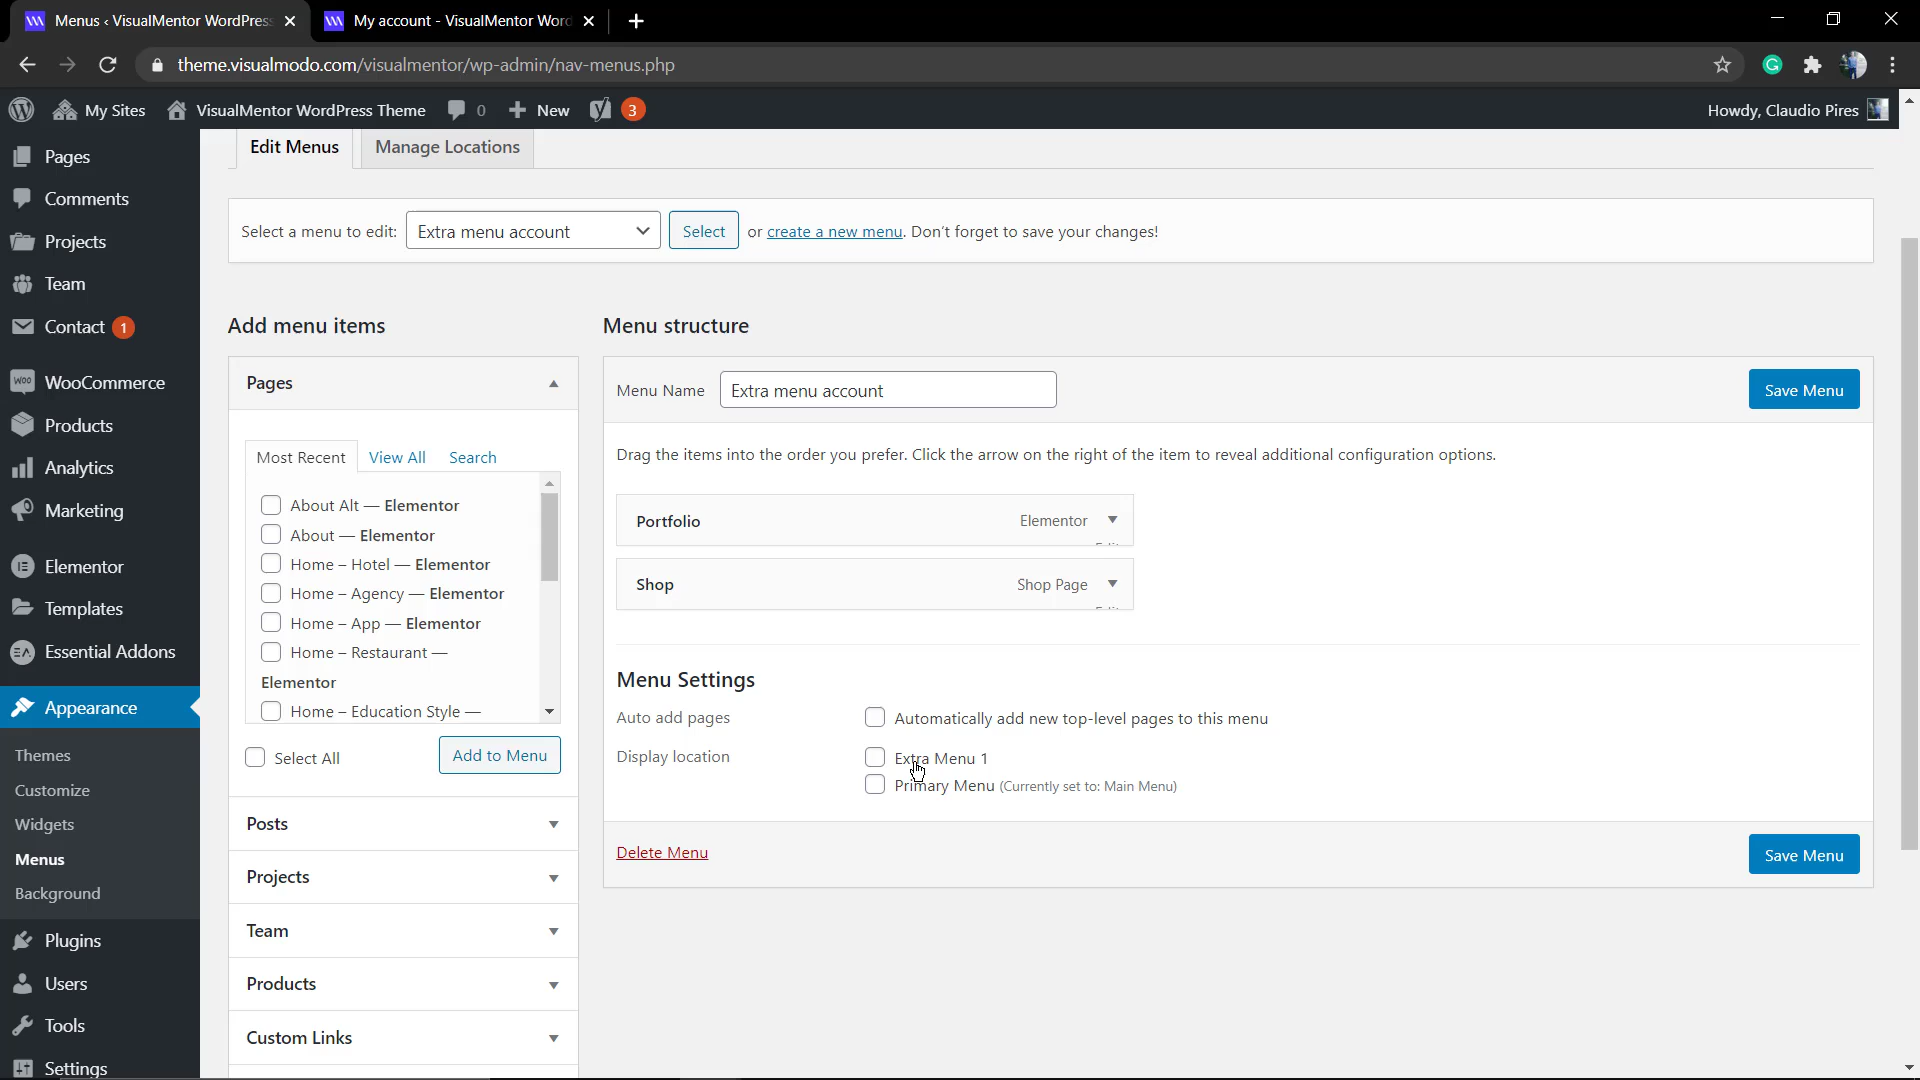 Menus ‹ VisualMentor WordPress
My account - VisualMentor Word
theme.visualmodo.com/visualmentor/wp-admin/nav-menus.php
My Sites
VisualMentor WordPress Theme
0
New
3
Howdy, Claudio Pires
Pages
Comments
Projects
Team
Contact 1
WooCommerce
Products
Analytics
Marketing
Elementor
Templates
Essential Addons
Appearance
Themes
Customize
Widgets
Menus
Background
Plugins
Users
Tools
Settings
Edit Menus
Manage Locations
Select a menu to edit: Extra menu account Select or create a new menu. Don't forget to save your changes!
Add menu items
Pages
Most Recent View All Search
About Alt — Elementor
About — Elementor
Home – Hotel — Elementor
Home – Agency — Elementor
Home – App — Elementor
Home – Restaurant —
Elementor
Home – Education Style —
Select All
Add to Menu
Posts
Projects
Team
Products
Custom Links
Menu structure
Menu Name Extra menu account Save Menu
Drag the items into the order you prefer. Click the arrow on the right of the item to reveal additional configuration options.
Portfolio Elementor
Shop Shop Page
Menu Settings
Auto add pages Automatically add new top-level pages to this menu
Display location Extra Menu 1
Primary Menu (Currently set to: Main Menu)
Delete Menu Save Menu